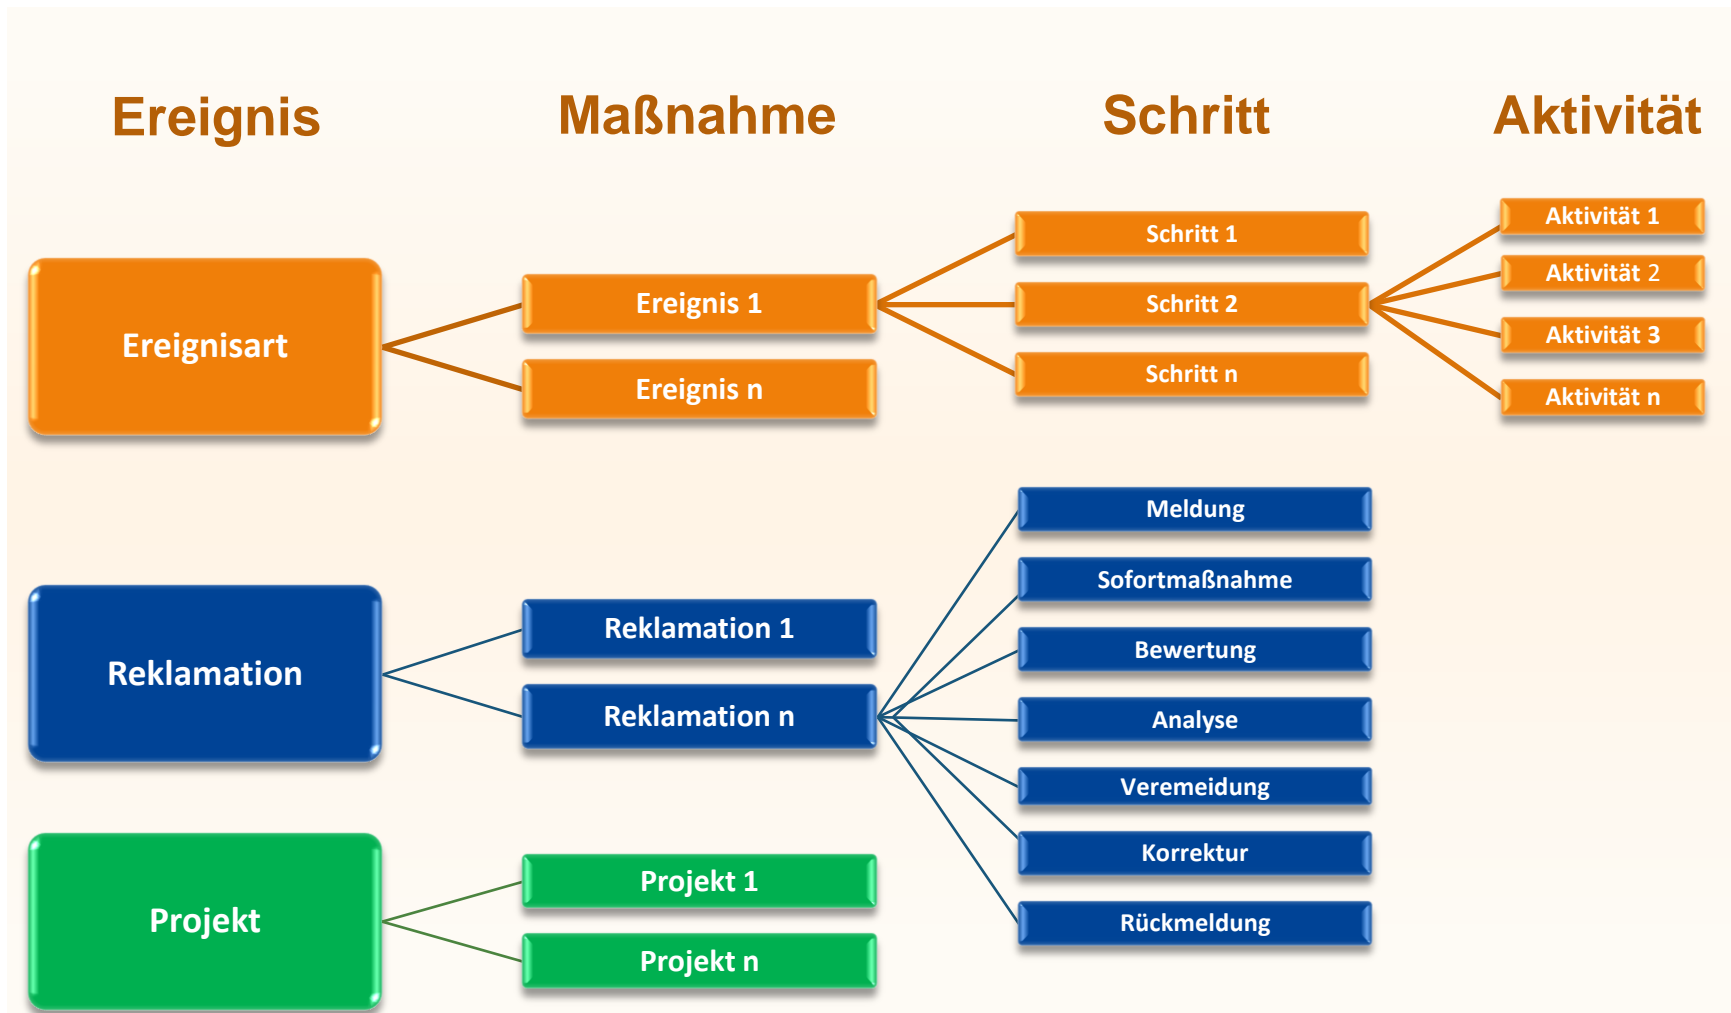 Ereignis
Maßnahme
Schritt
Aktivität
Ereignisart
Ereignis 1
Ereignis n
Schritt 1
Schritt 2
Schritt n
Aktivität 1
Aktivität 2
Aktivität 3
Aktivität n
Reklamation
Reklamation 1
Reklamation n
Meldung
Sofortmaßnahme
Bewertung
Analyse
Veremeidung
Korrektur
Rückmeldung
Projekt
Projekt 1
Projekt n